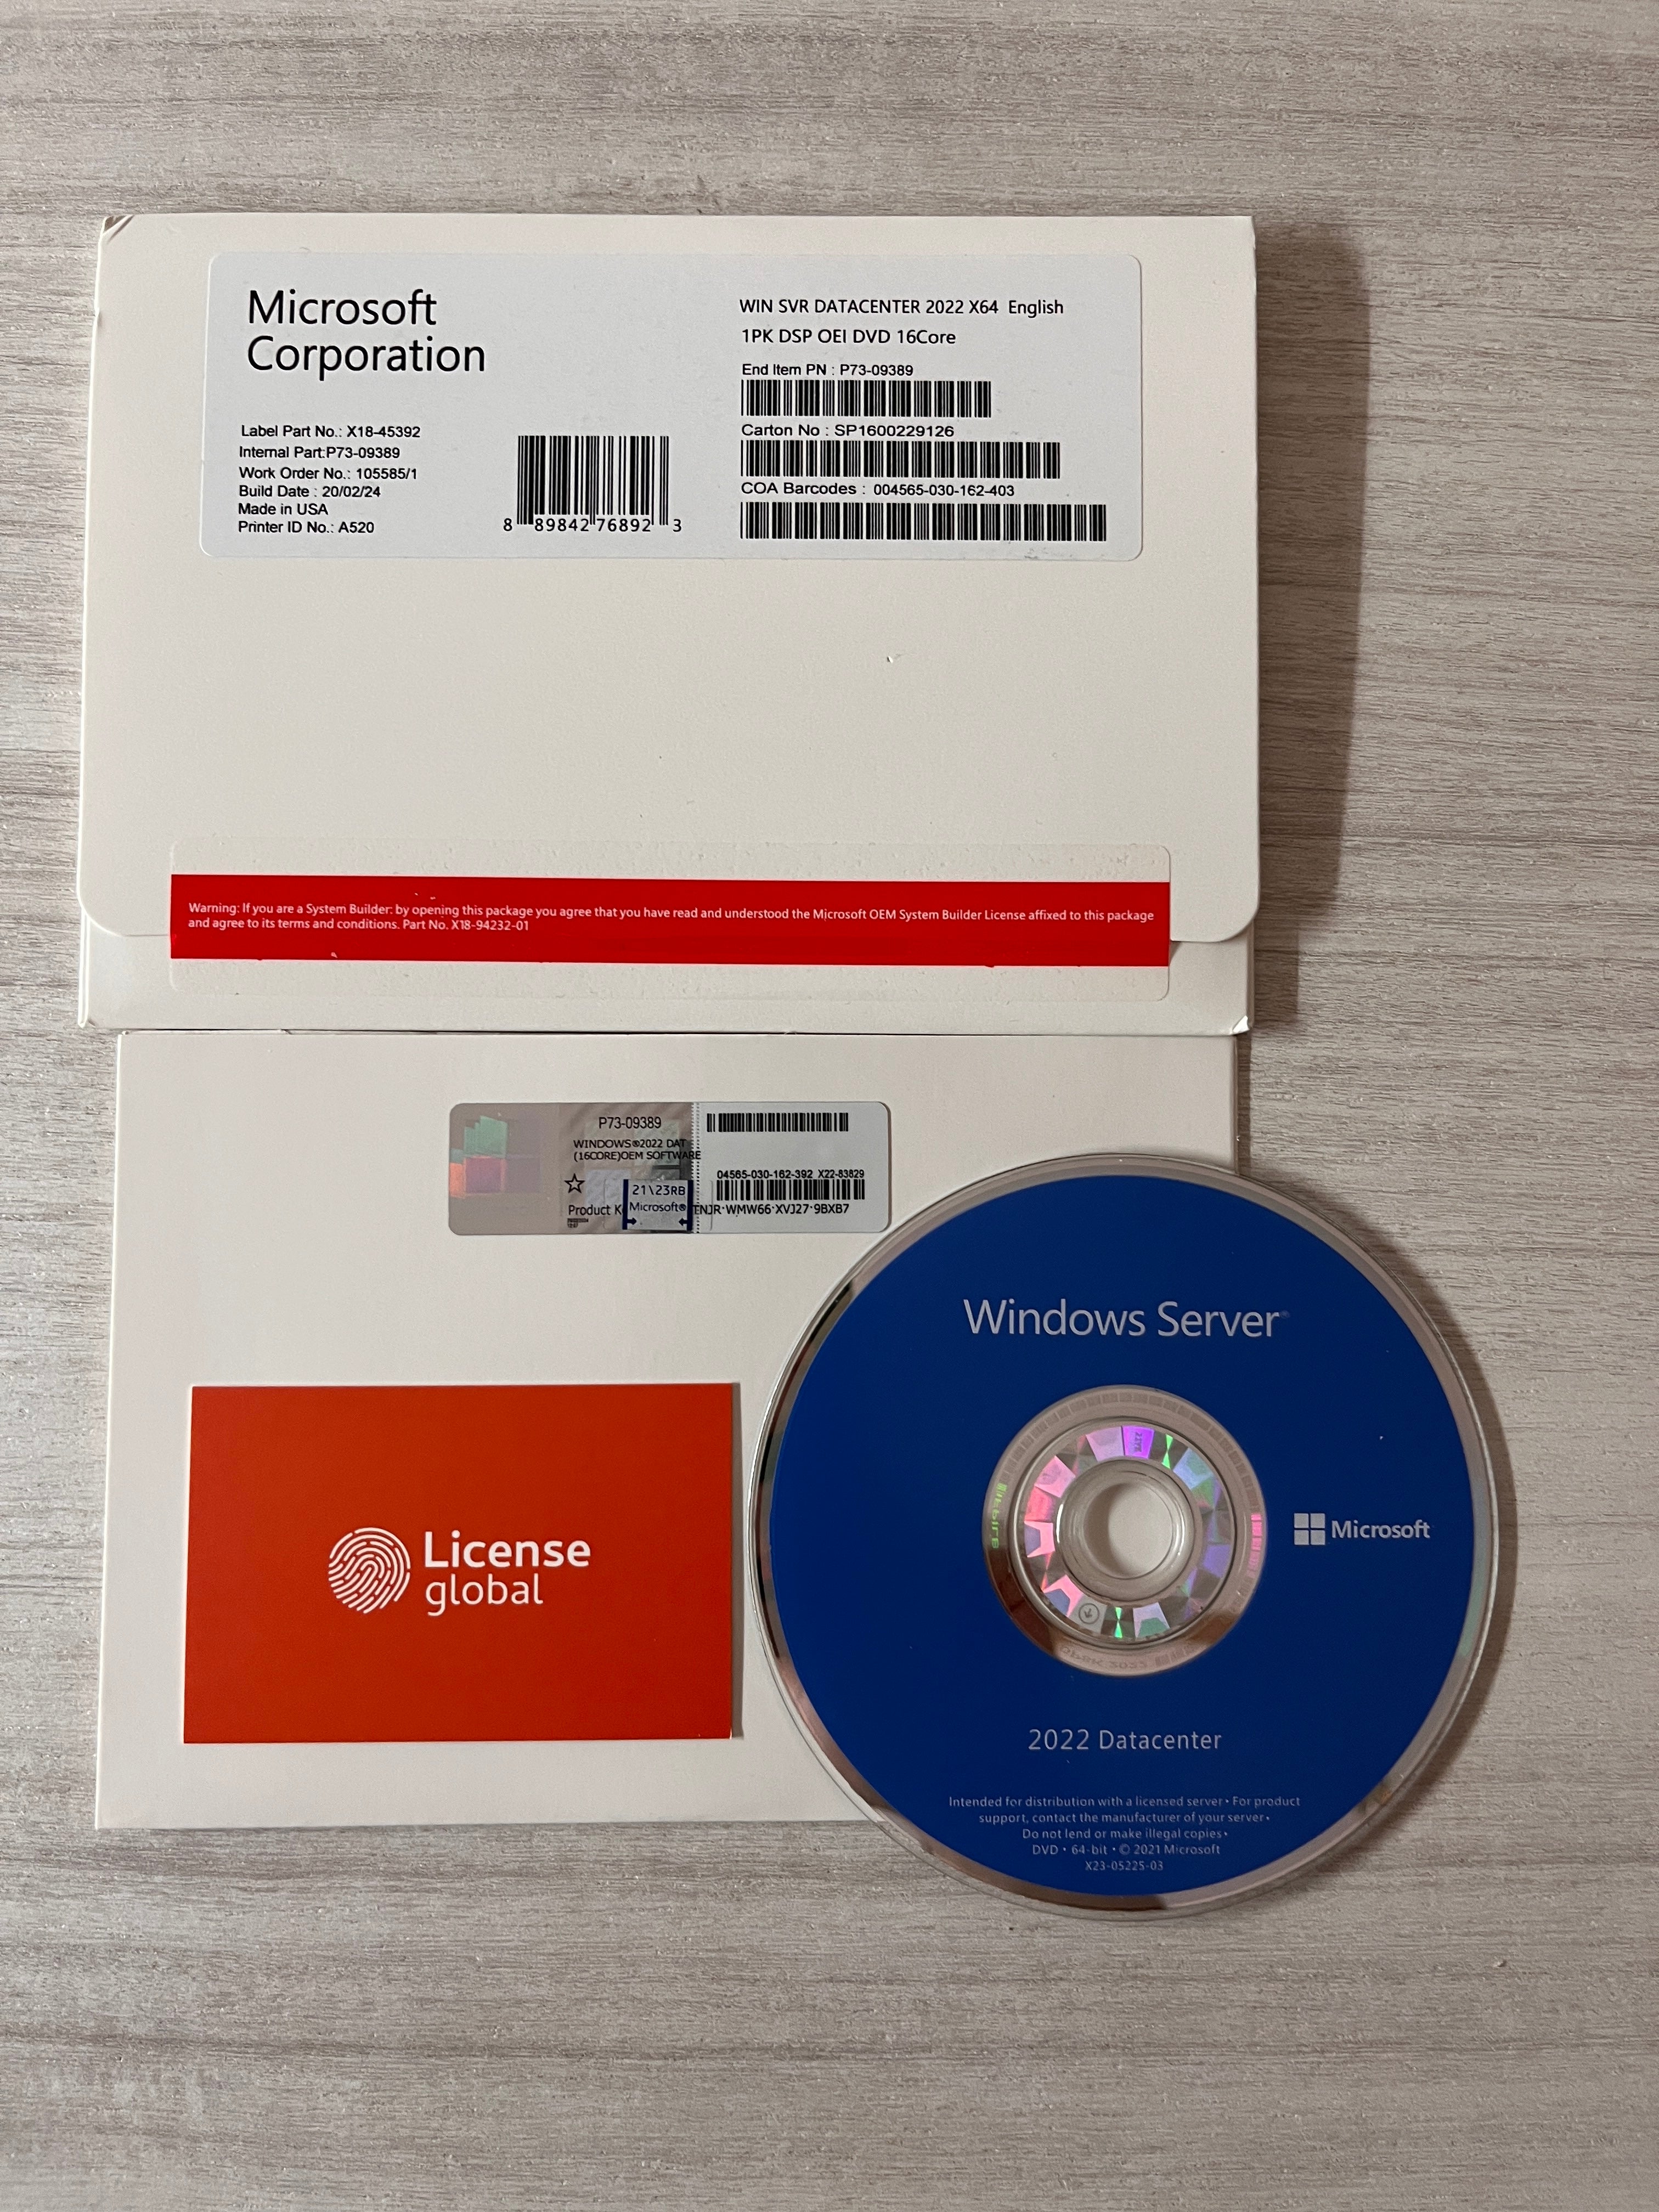 Microsoft
Corporation
Label Part No.: X18-45392
Internal Part:P73-09389
Work Order No.: 105585/1
Build Date : 20/02/24
Made in USA
Printer ID No.: A520
8 89842 76892 3
WIN SVR DATACENTER 2022 X64 English
1PK DSP OEI DVD 16Core
End Item PN : P73-09389
Carton No : SP1600229126
COA Barcodes : 004565-030-162-403
Warning: If you are a System Builder: by opening this package you agree that you have read and understood the Microsoft OEM System Builder License affixed to this package
and agree to its terms and conditions. Part No. X18-94232-01
P73-09389
WINDOWS®2022 DAT
(16CORE)OEM SOFTWARE
04565-030-162-392 X22-83829
21\23RB
Product K
Microsoft®
TNJR·WMW66·XVJ27·9BXB7
License
global
Windows Server
Microsoft
2022 Datacenter
Intended for distribution with a licensed server • For product
support, contact the manufacturer of your server •
Do not lend or make illegal copies •
DVD • 64-bit • © 2021 Microsoft
X23-05225-03